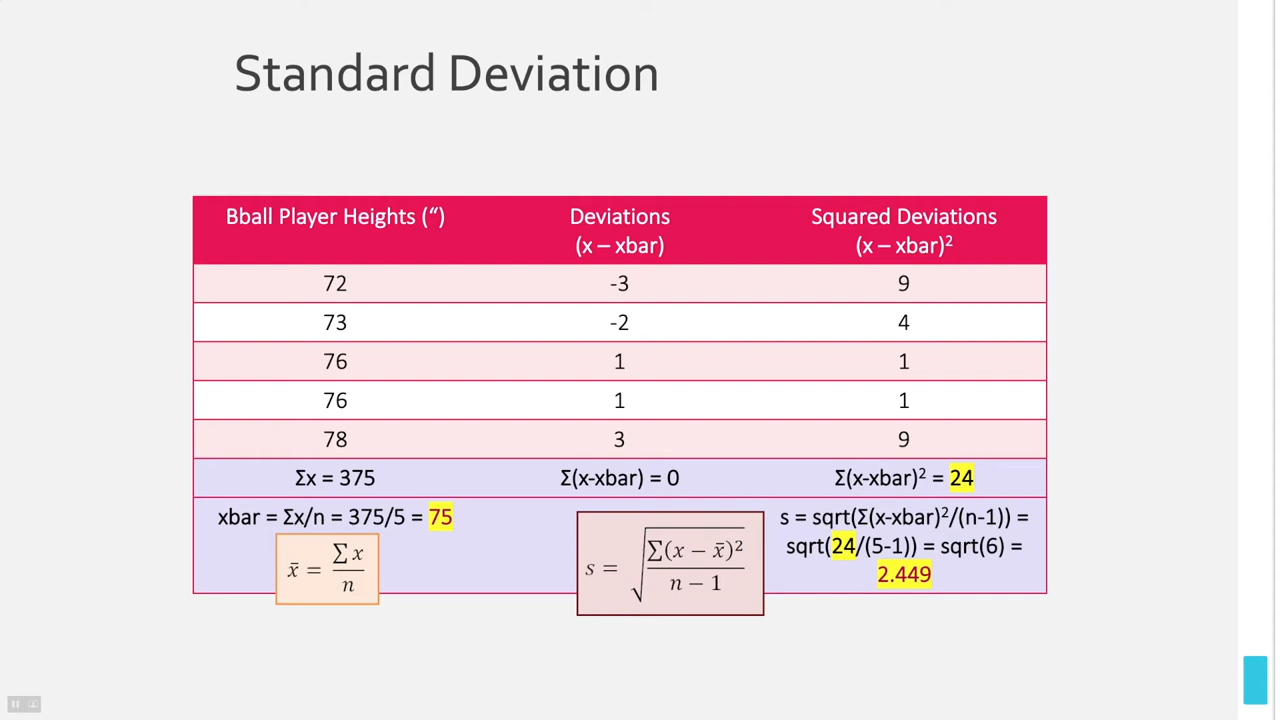 Standard Deviation
Bball Player Heights (“)
Deviations
(x – xbar)
Squared Deviations
(x – xbar)²
72 -3 9
73 -2 4
76 1 1
76 1 1
78 3 9
Σx = 375 Σ(x-xbar) = 0 Σ(x-xbar)² = 24
xbar = Σx/n = 375/5 = 75
x̄ = ∑ x / n
s = √(∑(x − x̄)² / n − 1)
s = sqrt(Σ(x-xbar)²/(n-1)) =
sqrt(24/(5-1)) = sqrt(6) =
2.449